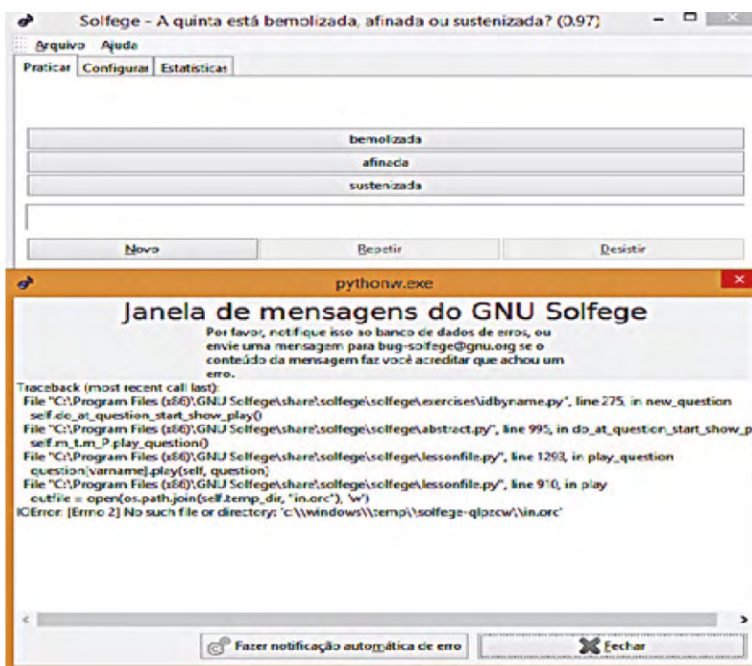 Solfege - A quinta está bemolizada, afinada ou sustenizada? (0.97)
Arquivo Ajuda
Praticar Configurar Estatísticas
bemolizada
afinada
sustenizada
Novo Repetir Desistir
pythonw.exe
Janela de mensagens do GNU Solfege
Por favor, notifique isso ao banco de dados de erros, ou
envie uma mensagem para bug-solfege@gnu.org se o
conteúdo da mensagem faz você acreditar que achou um
erro.
Traceback (most recent call last):
File "C:\Program Files (x86)\GNU Solfege\share\solfege\solfege\exercises\idbyname.py", line 275, in new_question
self.do_at_question_start_show_play()
File "C:\Program Files (x86)\GNU Solfege\share\solfege\solfege\abstract.py", line 995, in do_at_question_start_show_p
self.m_t.m_P.play_question()
File "C:\Program Files (x86)\GNU Solfege\share\solfege\solfege\lessonfile.py", line 1293, in play_question
question[varname].play(self, question)
File "C:\Program Files (x86)\GNU Solfege\share\solfege\solfege\lessonfile.py", line 910, in play
outfile = open(os.path.join(self.temp_dir, "in.orc"), 'w')
IOError: [Errno 2] No such file or directory: 'c:\\windows\\temp\\solfege-qlpzcw\\in.orc'
Fazer notificação automática de erro Fechar